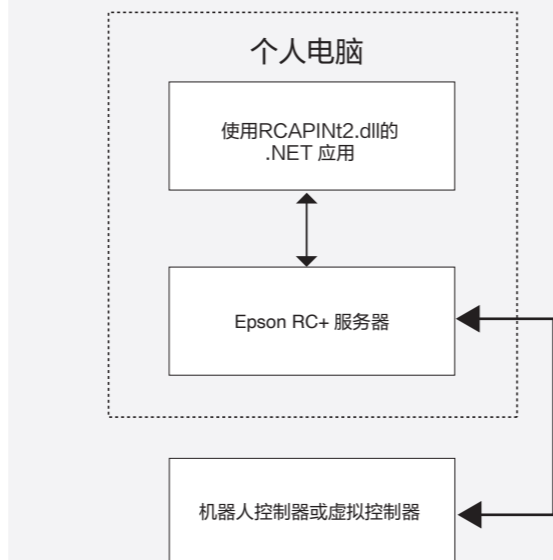 个人电脑
使用RCAPINt2.dll的
.NET 应用
Epson RC+ 服务器
机器人控制器或虚拟控制器